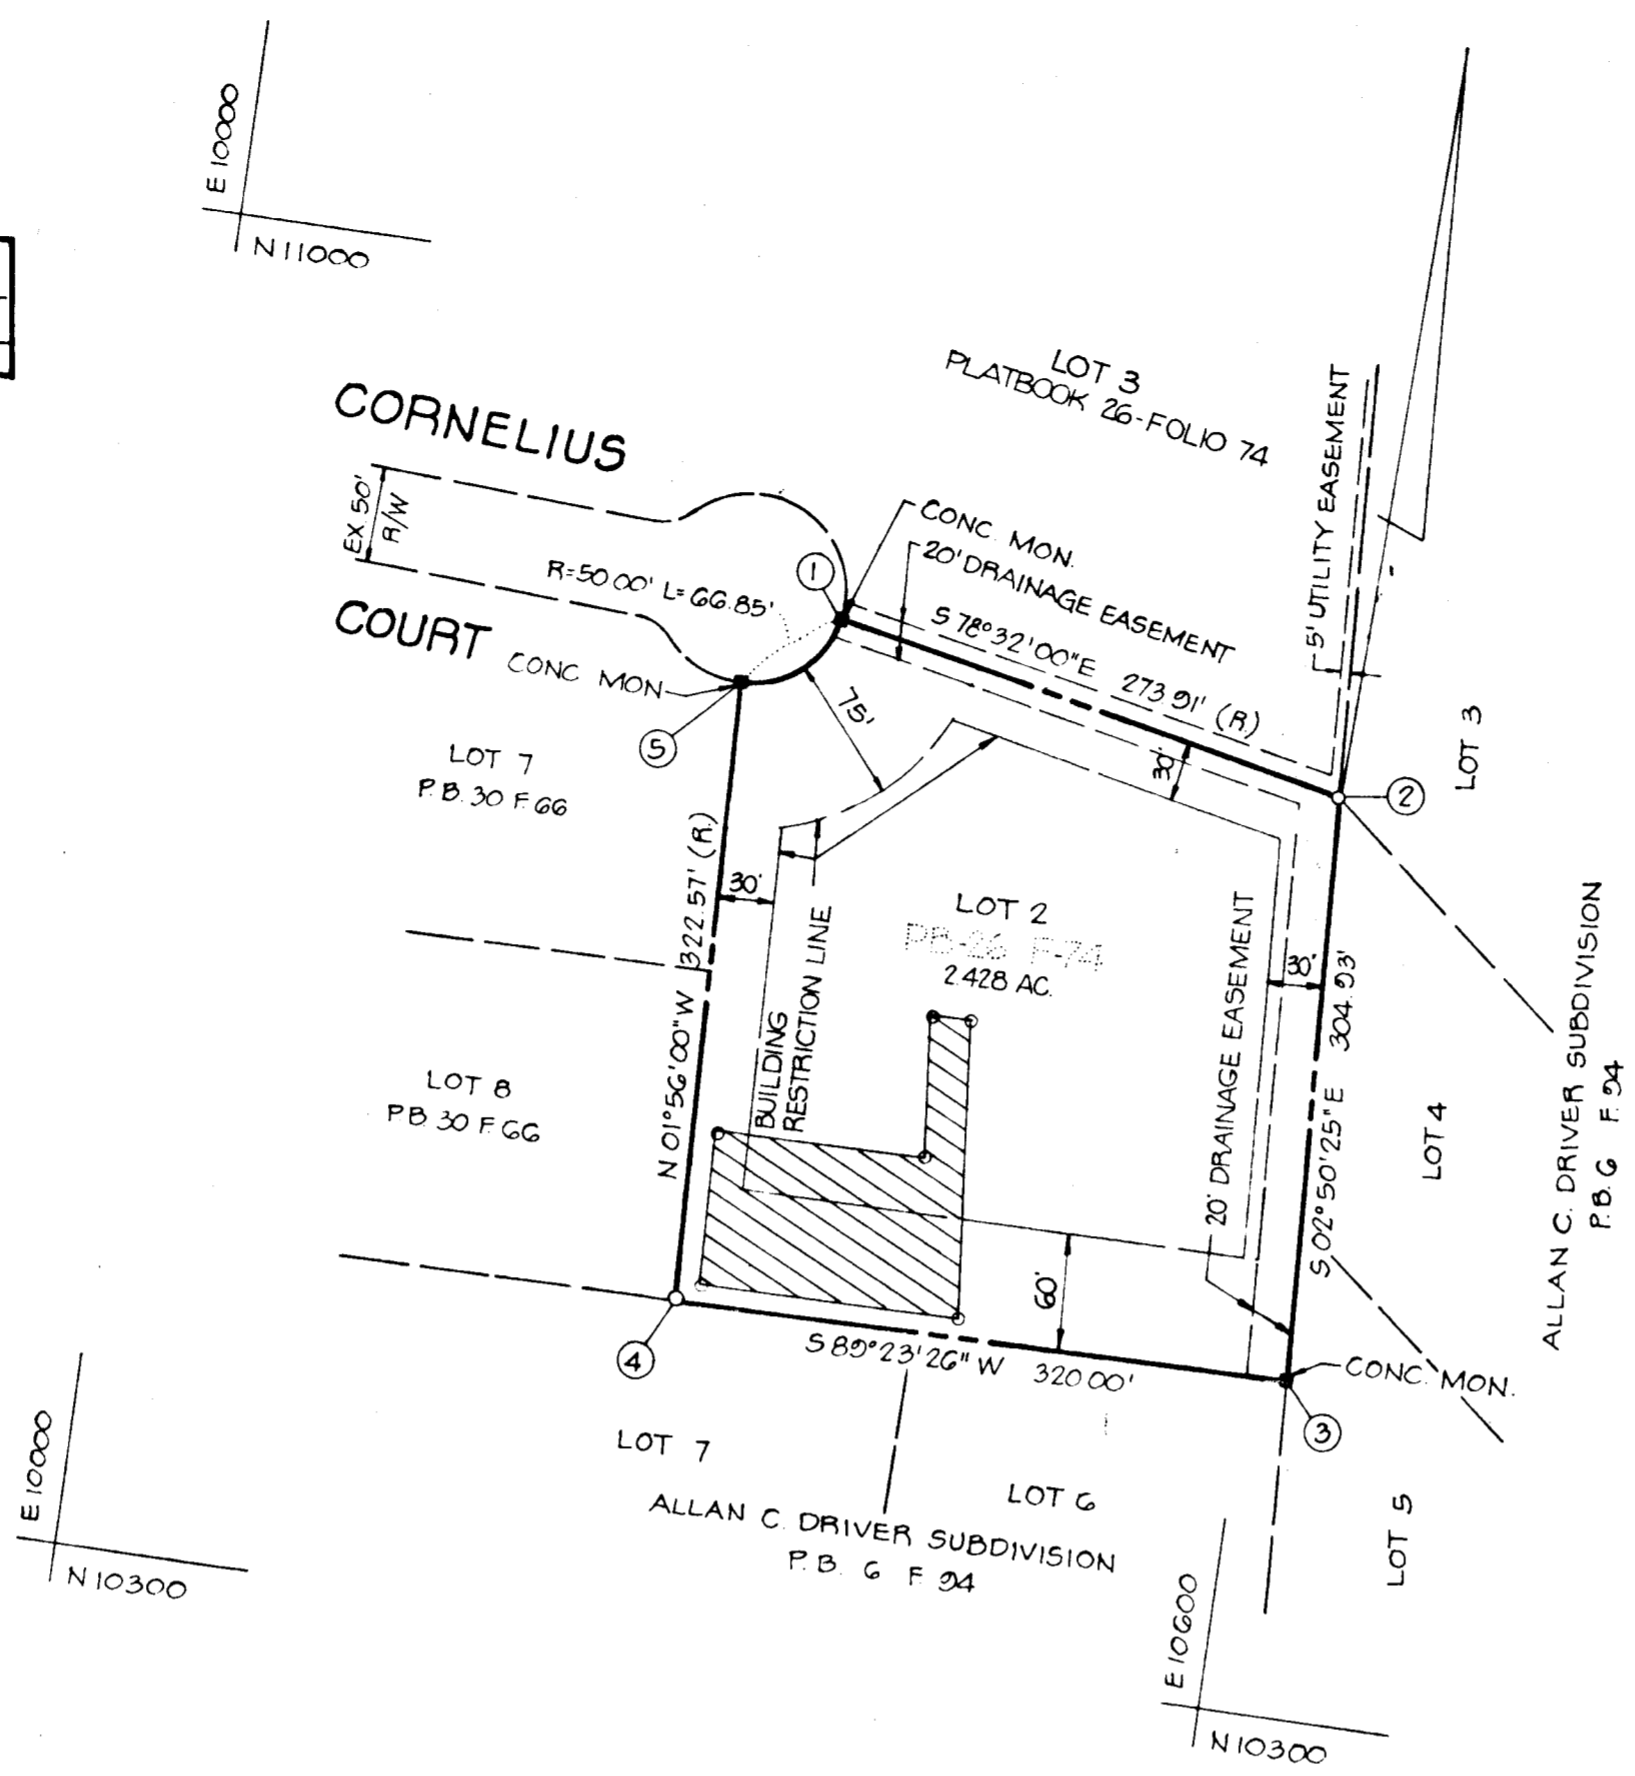 E 10000
N 11000
LOT 3
PLATBOOK 26-FOLIO 74
CORNELIUS
EX. 50'
R/W
R=50.00' L=66.85'
COURT
CONC. MON.
20' DRAINAGE EASEMENT
S 78°32'00"E 273.91' (R.)
5' UTILITY EASEMENT
1
CONC MON
5
75'
30'
2
LOT 3
LOT 7
P.B. 30 F. 66
N 01°56'00"W 322.57' (R.)
30'
BUILDING
RESTRICTION LINE
LOT 2
PB-26 F-74
2.428 AC.
20' DRAINAGE EASEMENT
30'
S 02°50'25"E 304.93'
LOT 4
ALLAN C. DRIVER SUBDIVISION
P.B. 6 F. 94
LOT 8
P.B. 30 F. 66
60'
4
S 89°23'26" W 320.00'
CONC. MON.
3
LOT 7
LOT 6
ALLAN C. DRIVER SUBDIVISION
P.B. 6 F. 94
LOT 5
E 10000
N 10300
E 10600
N 10300